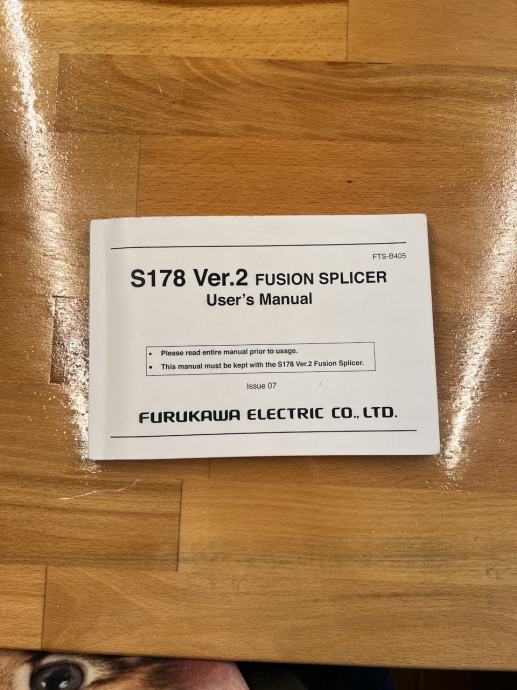 FTS-B405
S178 Ver.2 FUSION SPLICER
User's Manual
• Please read entire manual prior to usage.
• This manual must be kept with the S178 Ver.2 Fusion Splicer.
Issue 07
FURUKAWA ELECTRIC CO., LTD.